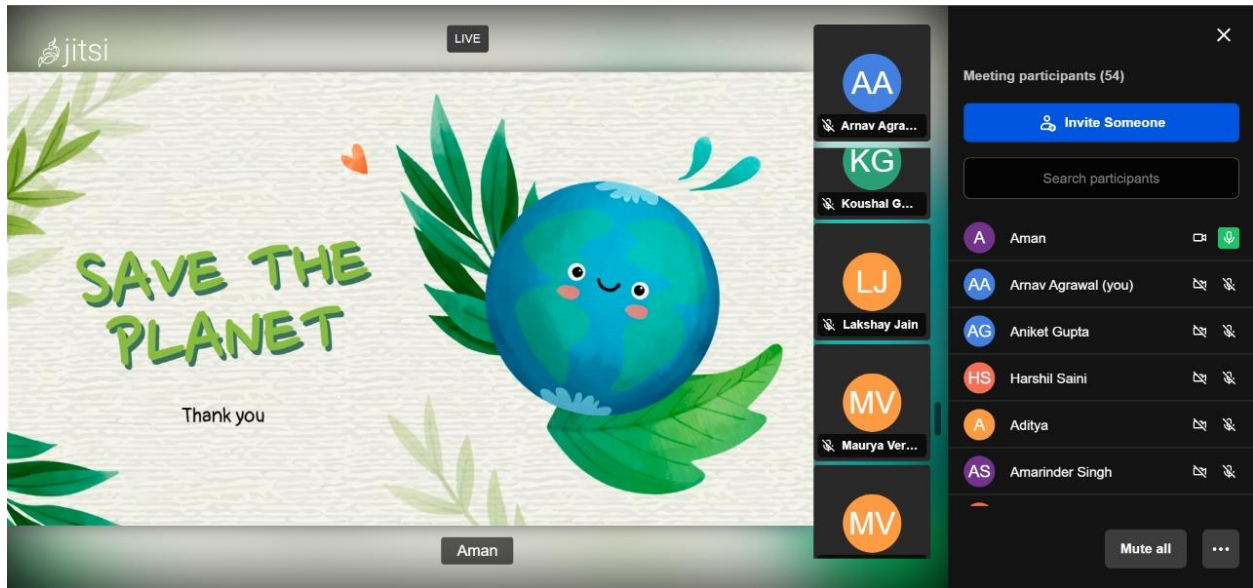 jitsi
LIVE
SAVE THE
PLANET
Thank you
Aman
AA
Arnav Agra...
KG
Koushal G...
LJ
Lakshay Jain
MV
Maurya Ver...
MV
Meeting participants (54)
Invite Someone
Search participants
A Aman
AA Arnav Agrawal (you)
AG Aniket Gupta
HS Harshil Saini
A Aditya
AS Amarinder Singh
Mute all